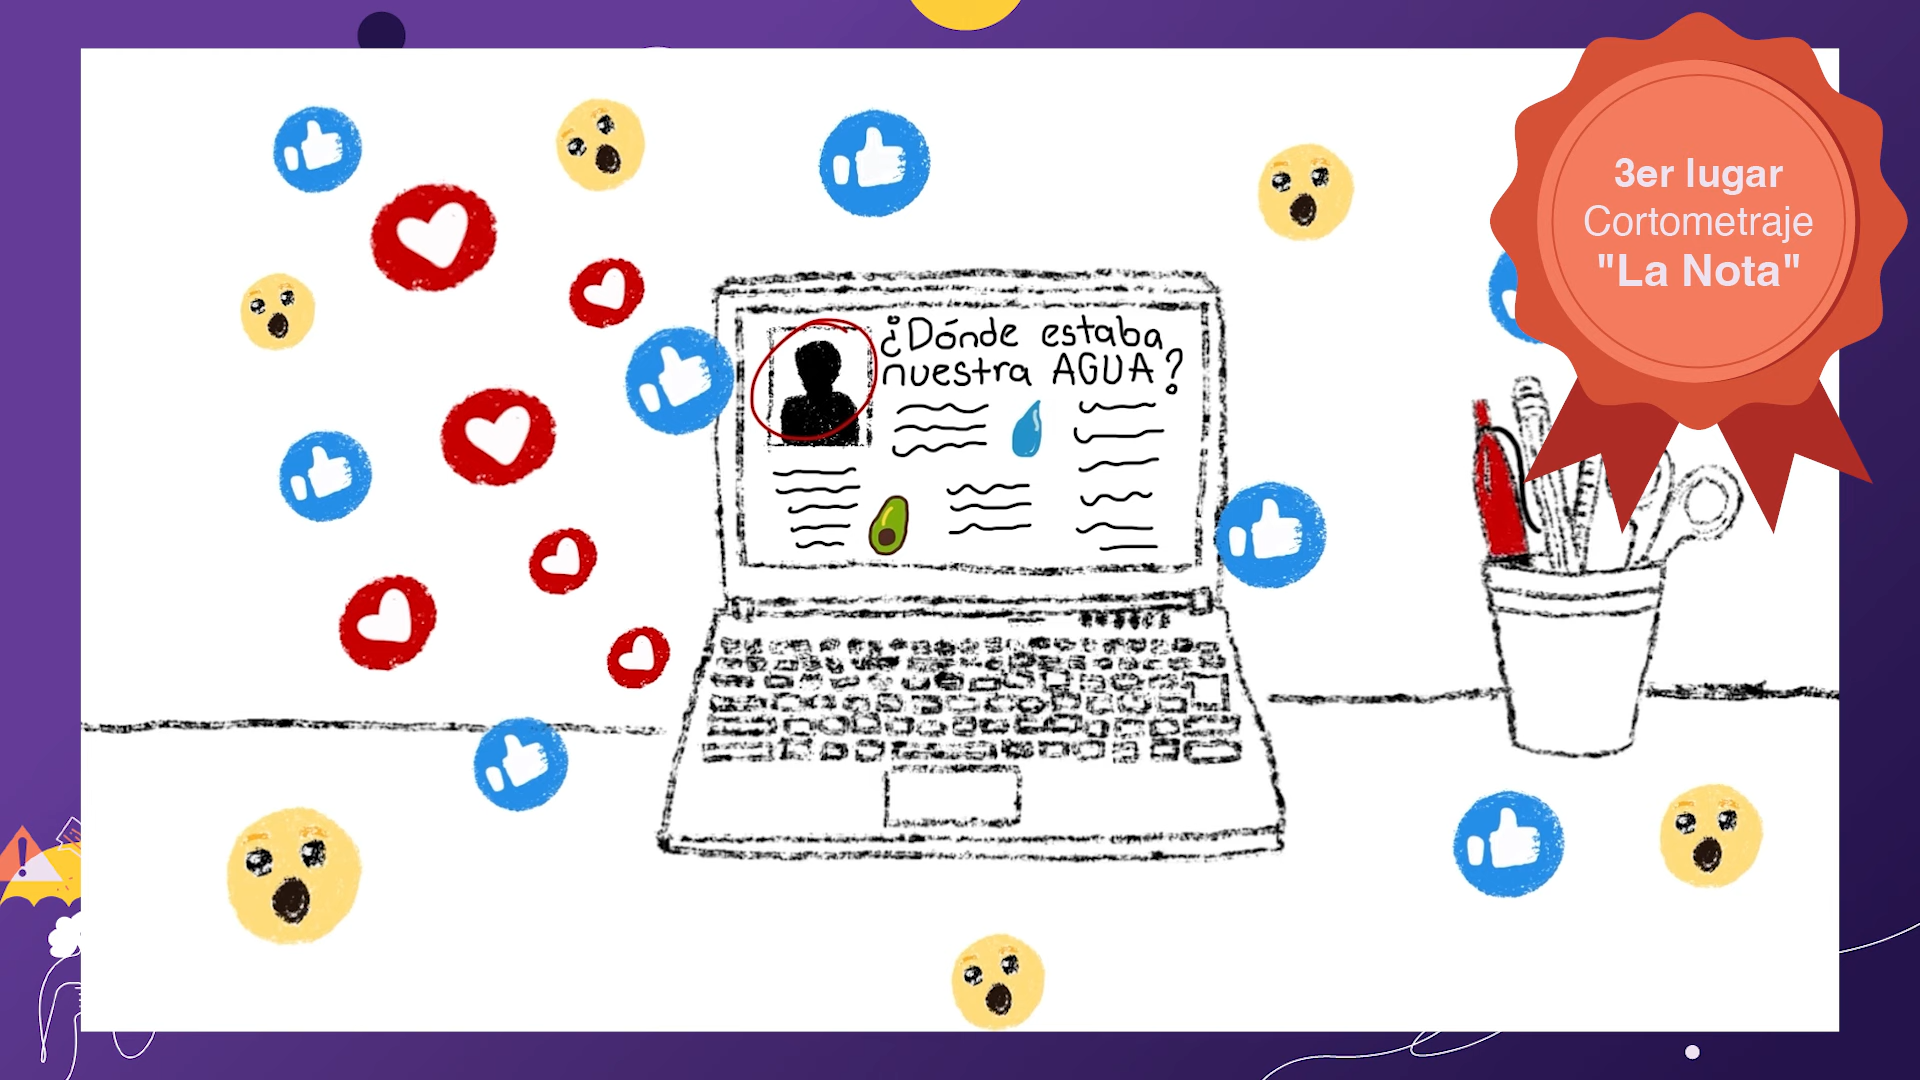 3er lugar
Cortometraje
"La Nota"
¿Dónde estaba
nuestra AGUA?